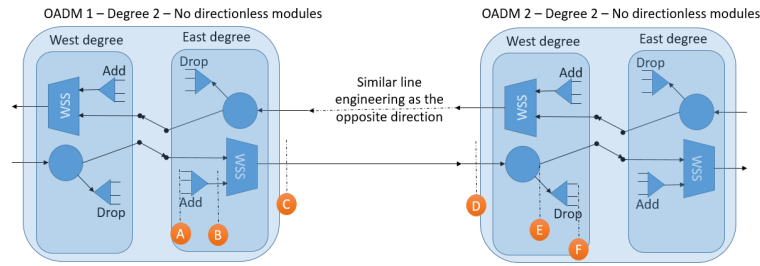 OADM 1 – Degree 2 – No directionless modules
OADM 2 – Degree 2 – No directionless modules
West degree
East degree
Add
Drop
WSS
WSS
Drop
Add
A
B
C
Similar line
engineering as the
opposite direction
West degree
East degree
Add
Drop
WSS
WSS
Drop
Add
D
E
F